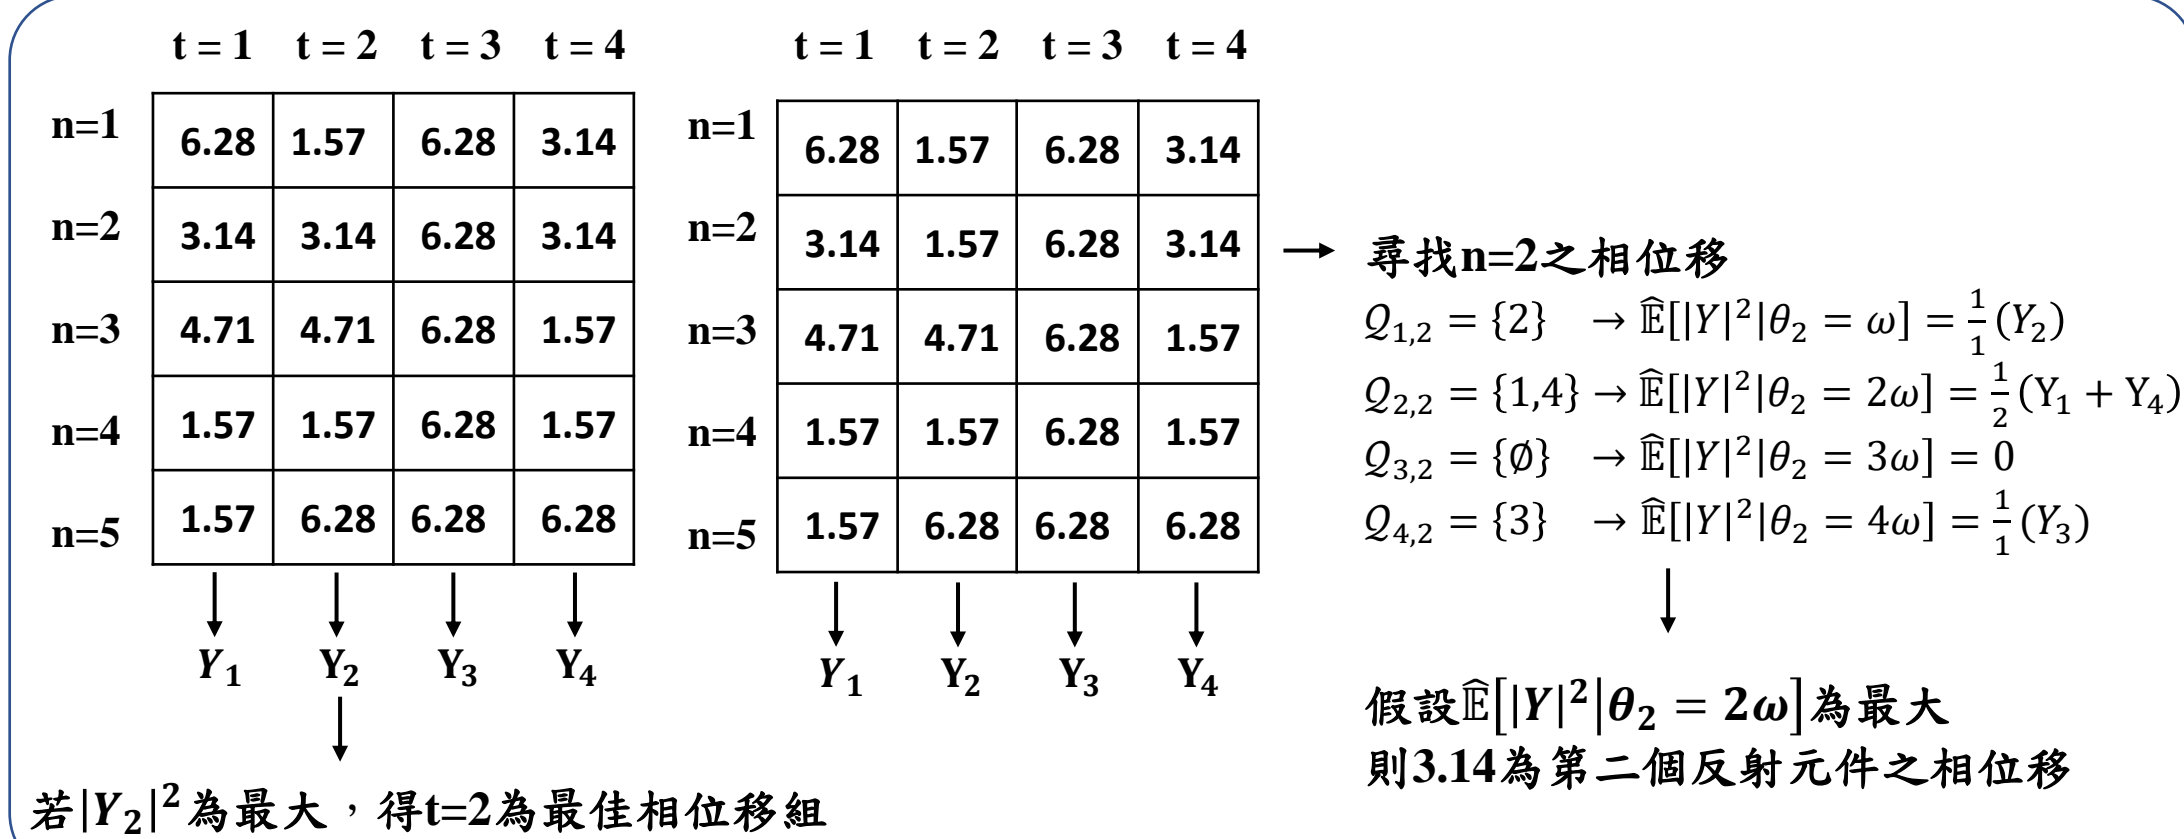 t = 1 t = 2 t = 3 t = 4
n=1 6.28 1.57 6.28 3.14
n=2 3.14 3.14 6.28 3.14
n=3 4.71 4.71 6.28 1.57
n=4 1.57 1.57 6.28 1.57
n=5 1.57 6.28 6.28 6.28
Y₁ Y₂ Y₃ Y₄
若|Y₂|²為最大，得t=2為最佳相位移組
t = 1 t = 2 t = 3 t = 4
n=1 6.28 1.57 6.28 3.14
n=2 3.14 1.57 6.28 3.14
n=3 4.71 4.71 6.28 1.57
n=4 1.57 1.57 6.28 1.57
n=5 1.57 6.28 6.28 6.28
Y₁ Y₂ Y₃ Y₄
→ 尋找n=2之相位移
𝒬₁,₂ = {2} → 𝔼̂[|Y|²|θ₂ = ω] = 1/1 (Y₂)
𝒬₂,₂ = {1,4} → 𝔼̂[|Y|²|θ₂ = 2ω] = 1/2 (Y₁ + Y₄)
𝒬₃,₂ = {∅} → 𝔼̂[|Y|²|θ₂ = 3ω] = 0
𝒬₄,₂ = {3} → 𝔼̂[|Y|²|θ₂ = 4ω] = 1/1 (Y₃)
假設𝔼̂[|Y|²|θ₂ = 2ω]為最大
則3.14為第二個反射元件之相位移